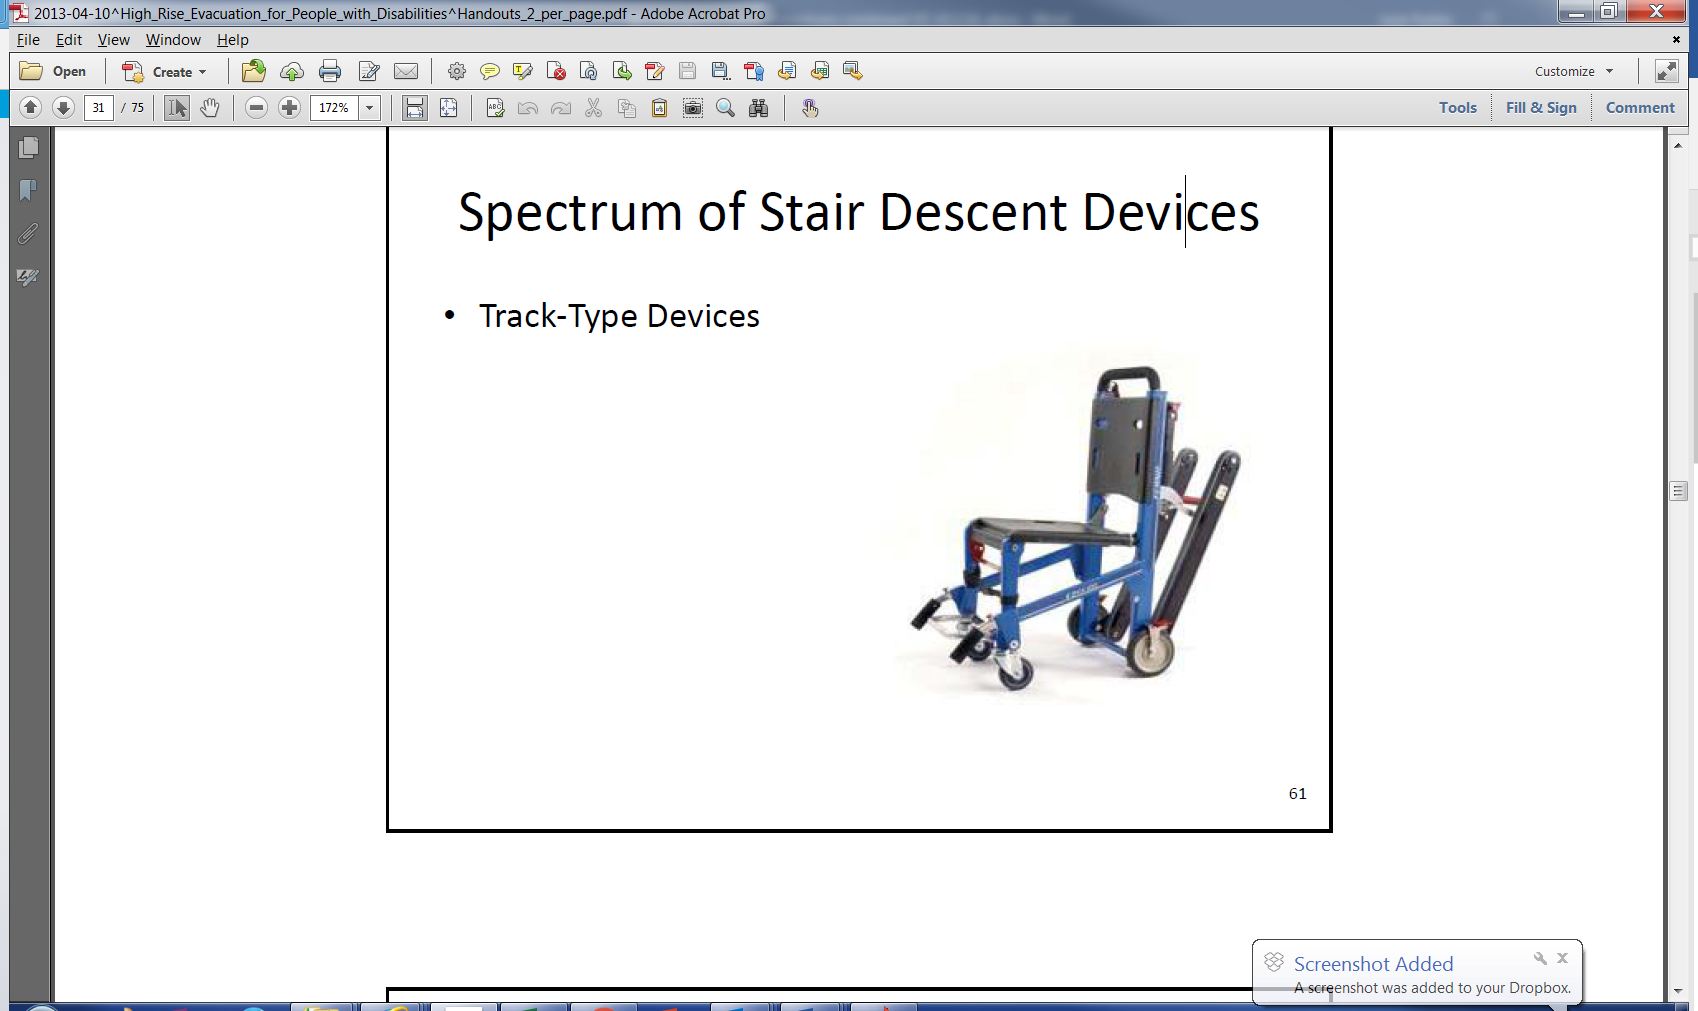 2013-04-10^High_Rise_Evacuation_for_People_with_Disabilities^Handouts_2_per_page.pdf - Adobe Acrobat Pro
File Edit View Window Help
Open Create Customize
31 / 75 172% Tools Fill & Sign Comment
Spectrum of Stair Descent Devices
• Track-Type Devices
61
Screenshot Added
A screenshot was added to your Dropbox.